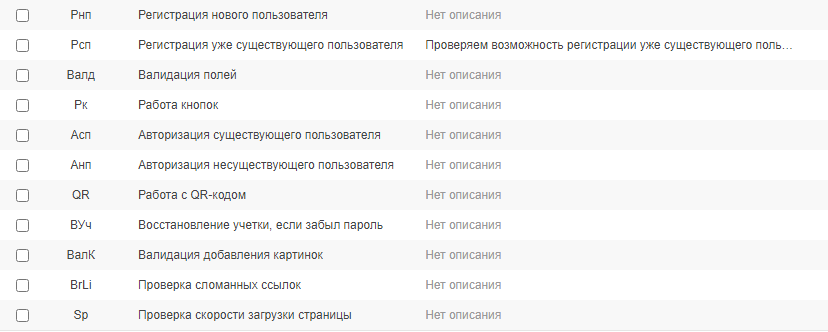 Рнп Регистрация нового пользователя Нет описания
Рсп Регистрация уже существующего пользователя Проверяем возможность регистрации уже существующего поль…
Валд Валидация полей Нет описания
Рк Работа кнопок Нет описания
Асп Авторизация существующего пользователя Нет описания
Анп Авторизация несуществующего пользователя Нет описания
QR Работа с QR-кодом Нет описания
ВУч Восстановление учетки, если забыл пароль Нет описания
ВалК Валидация добавления картинок Нет описания
BrLi Проверка сломанных ссылок Нет описания
Sp Проверка скорости загрузки страницы Нет описания